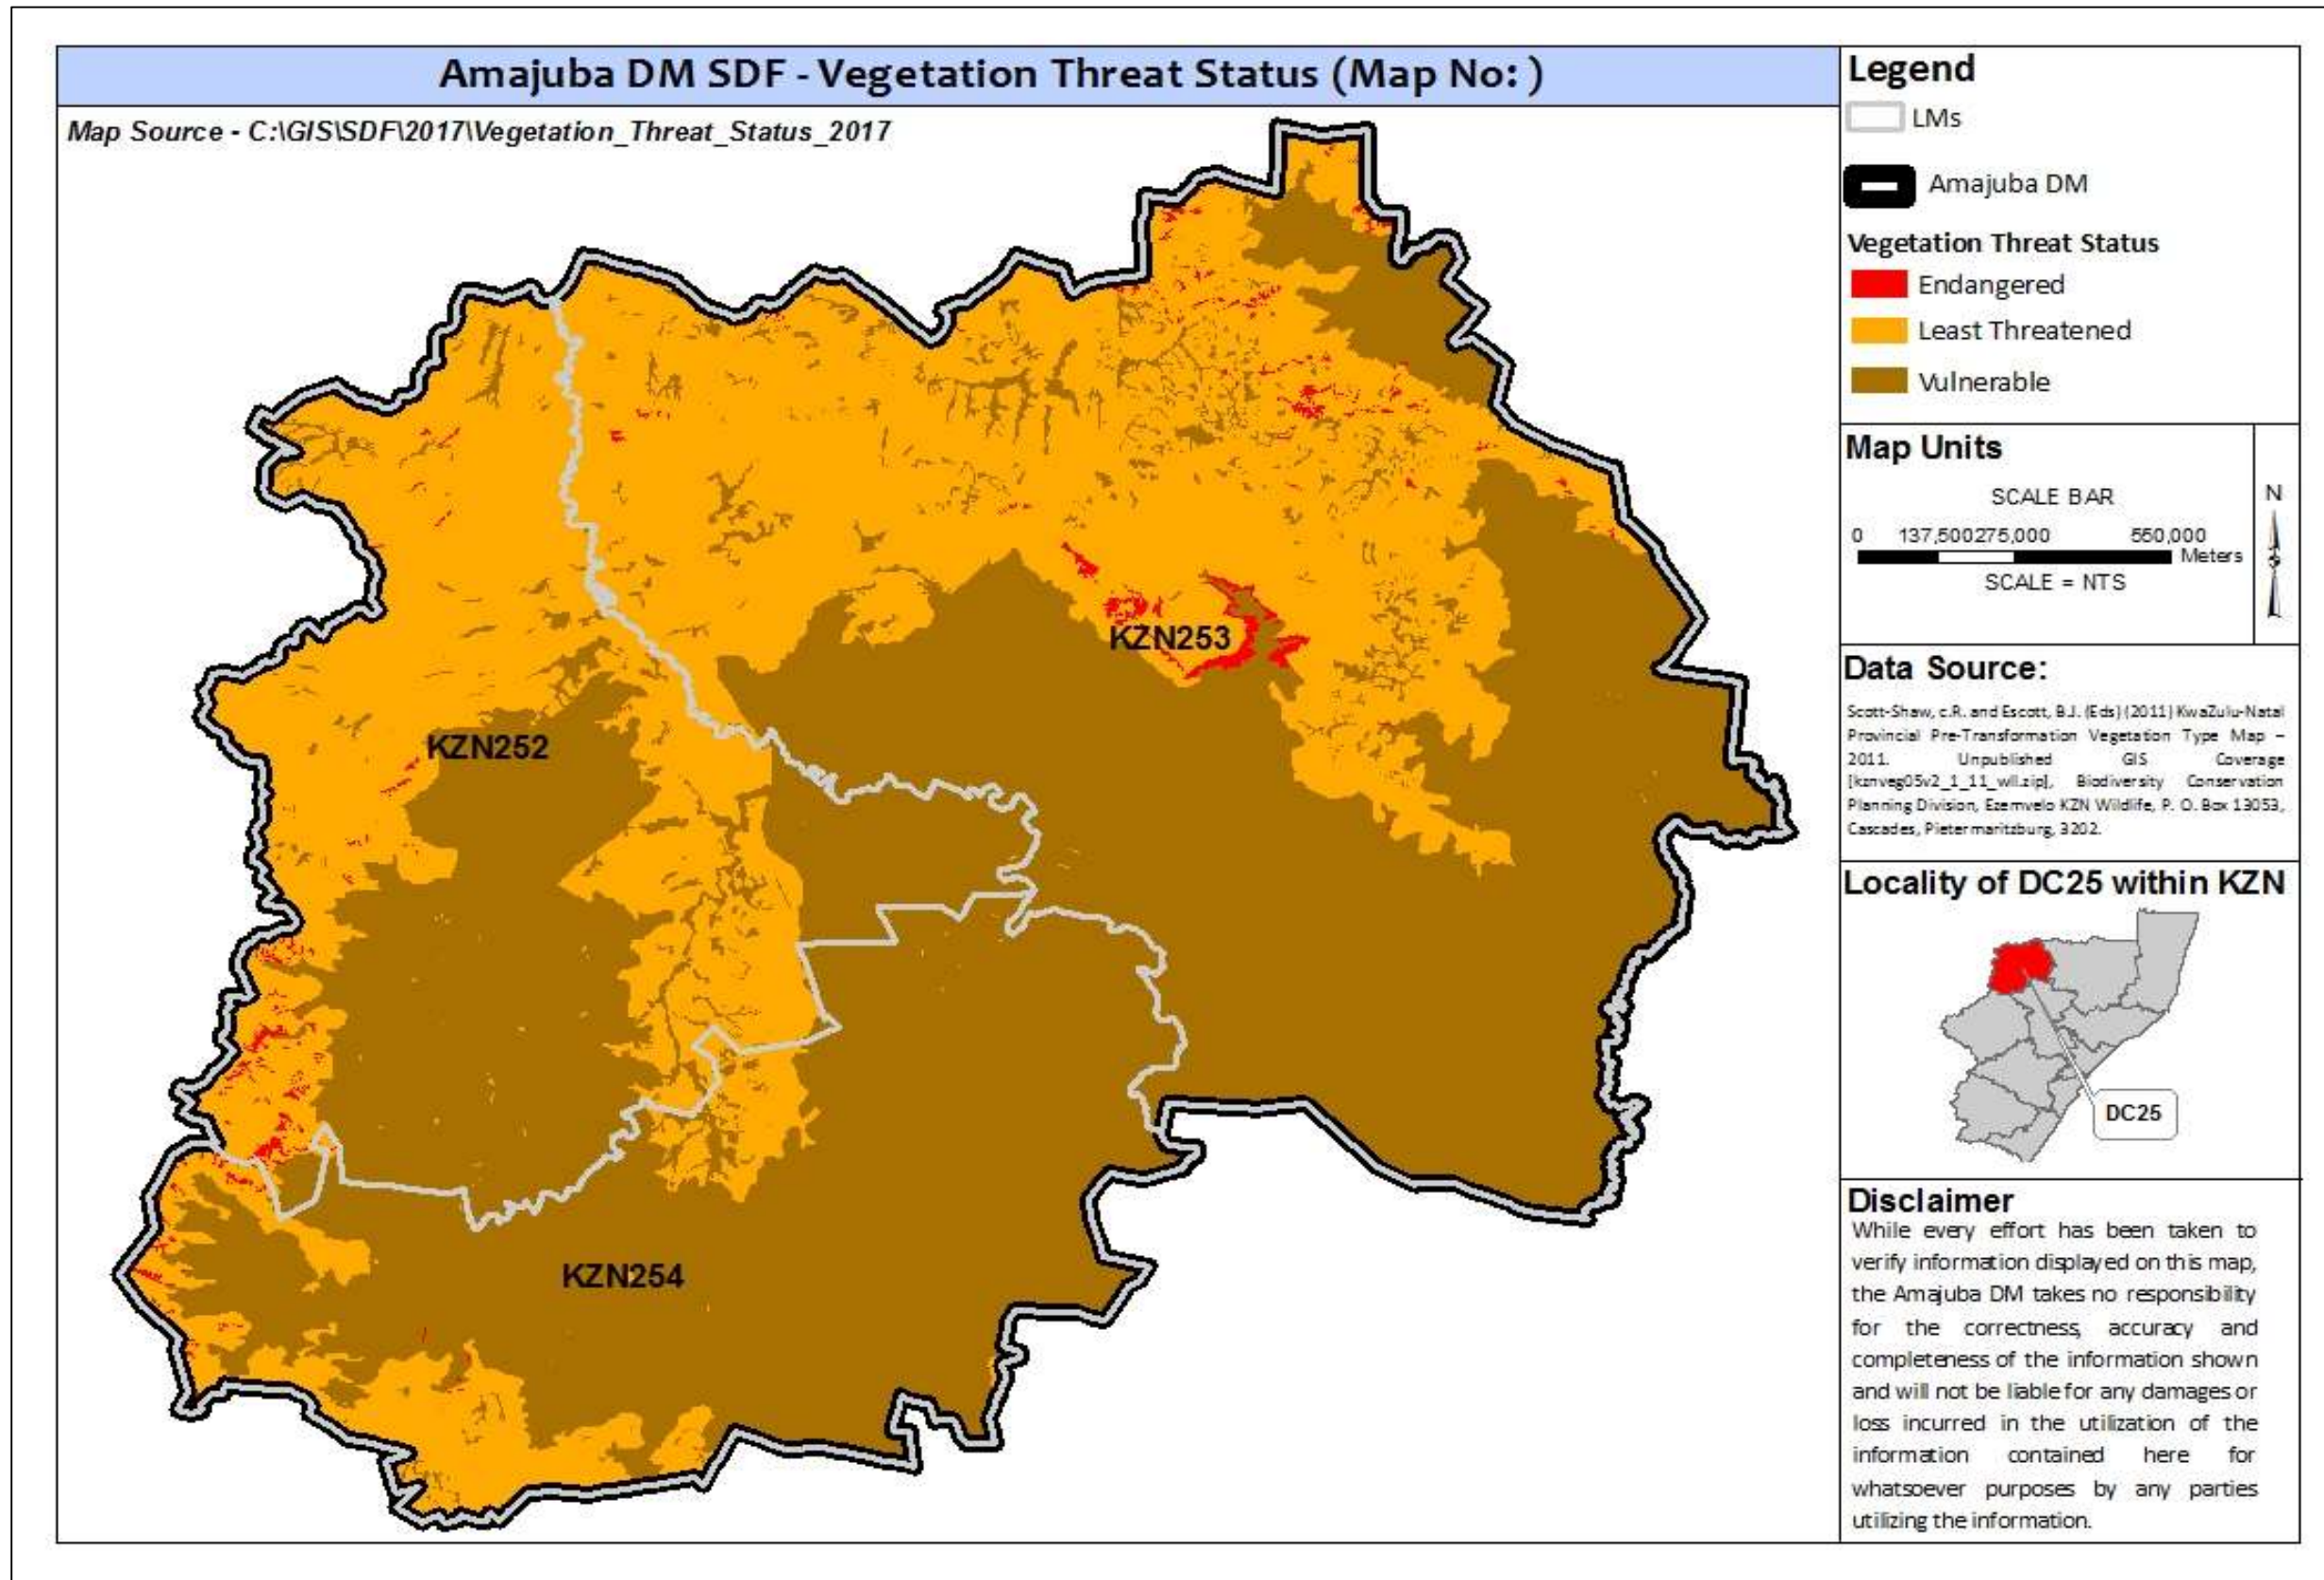 Amajuba DM SDF - Vegetation Threat Status (Map No: )
Map Source - C:\GIS\SDF\2017\Vegetation_Threat_Status_2017
KZN253
KZN252
KZN254
Legend
LMs
Amajuba DM
Vegetation Threat Status
Endangered
Least Threatened
Vulnerable
Map Units
SCALE BAR
N
0 137,500275,000 550,000
Meters
SCALE = NTS
Data Source:
Scott-Shaw, c.R. and Escott, B.J. (Eds) (2011) KwaZulu-Natal
Provincial Pre-Transformation Vegetation Type Map –
2011. Unpublished GIS Coverage
[kznveg05v2_1_11_wll.zip], Biodiversity Conservation
Planning Division, Ezemvelo KZN Wildlife, P. O. Box 13053,
Cascades, Pietermaritzburg, 3202.
Locality of DC25 within KZN
DC25
Disclaimer
While every effort has been taken to
verify information displayed on this map,
the Amajuba DM takes no responsibility
for the correctness, accuracy and
completeness of the information shown
and will not be liable for any damages or
loss incurred in the utilization of the
information contained here for
whatsoever purposes by any parties
utilizing the information.